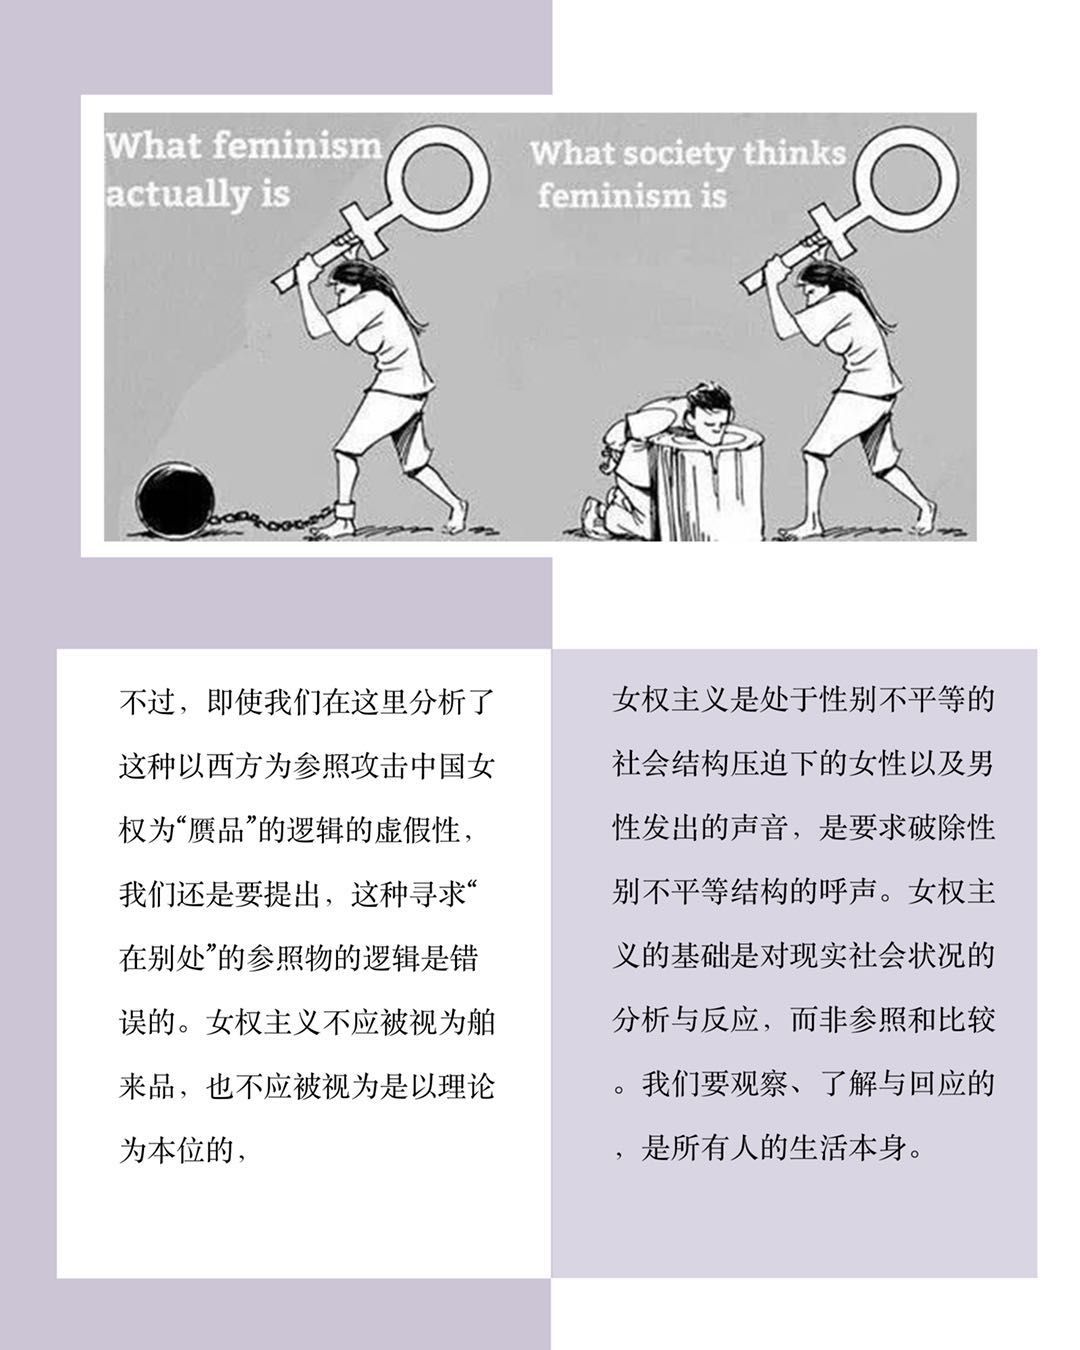 What feminism
actually is
What society thinks
feminism is
不过，即使我们在这里分析了
这种以西方为参照攻击中国女
权为“赝品”的逻辑的虚假性，
我们还是要提出，这种寻求“
在别处”的参照物的逻辑是错
误的。女权主义不应被视为舶
来品，也不应被视为是以理论
为本位的，
女权主义是处于性别不平等的
社会结构压迫下的女性以及男
性发出的声音，是要求破除性
别不平等结构的呼声。女权主
义的基础是对现实社会状况的
分析与反应，而非参照和比较
。我们要观察、了解与回应的
，是所有人的生活本身。